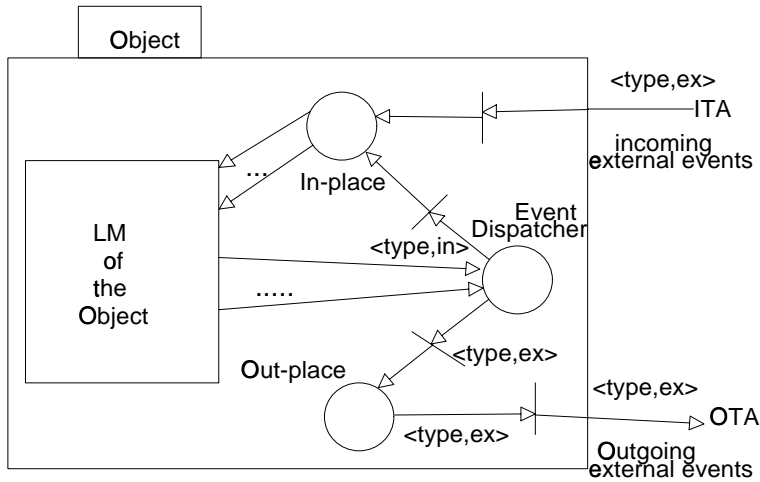 Object
<type,ex>
ITA
incoming
external events
In-place
...
Event
Dispatcher
<type,in>
LM
of
the
Object
.....
Out-place
<type,ex>
<type,ex>
<type,ex>
OTA
Outgoing
external events